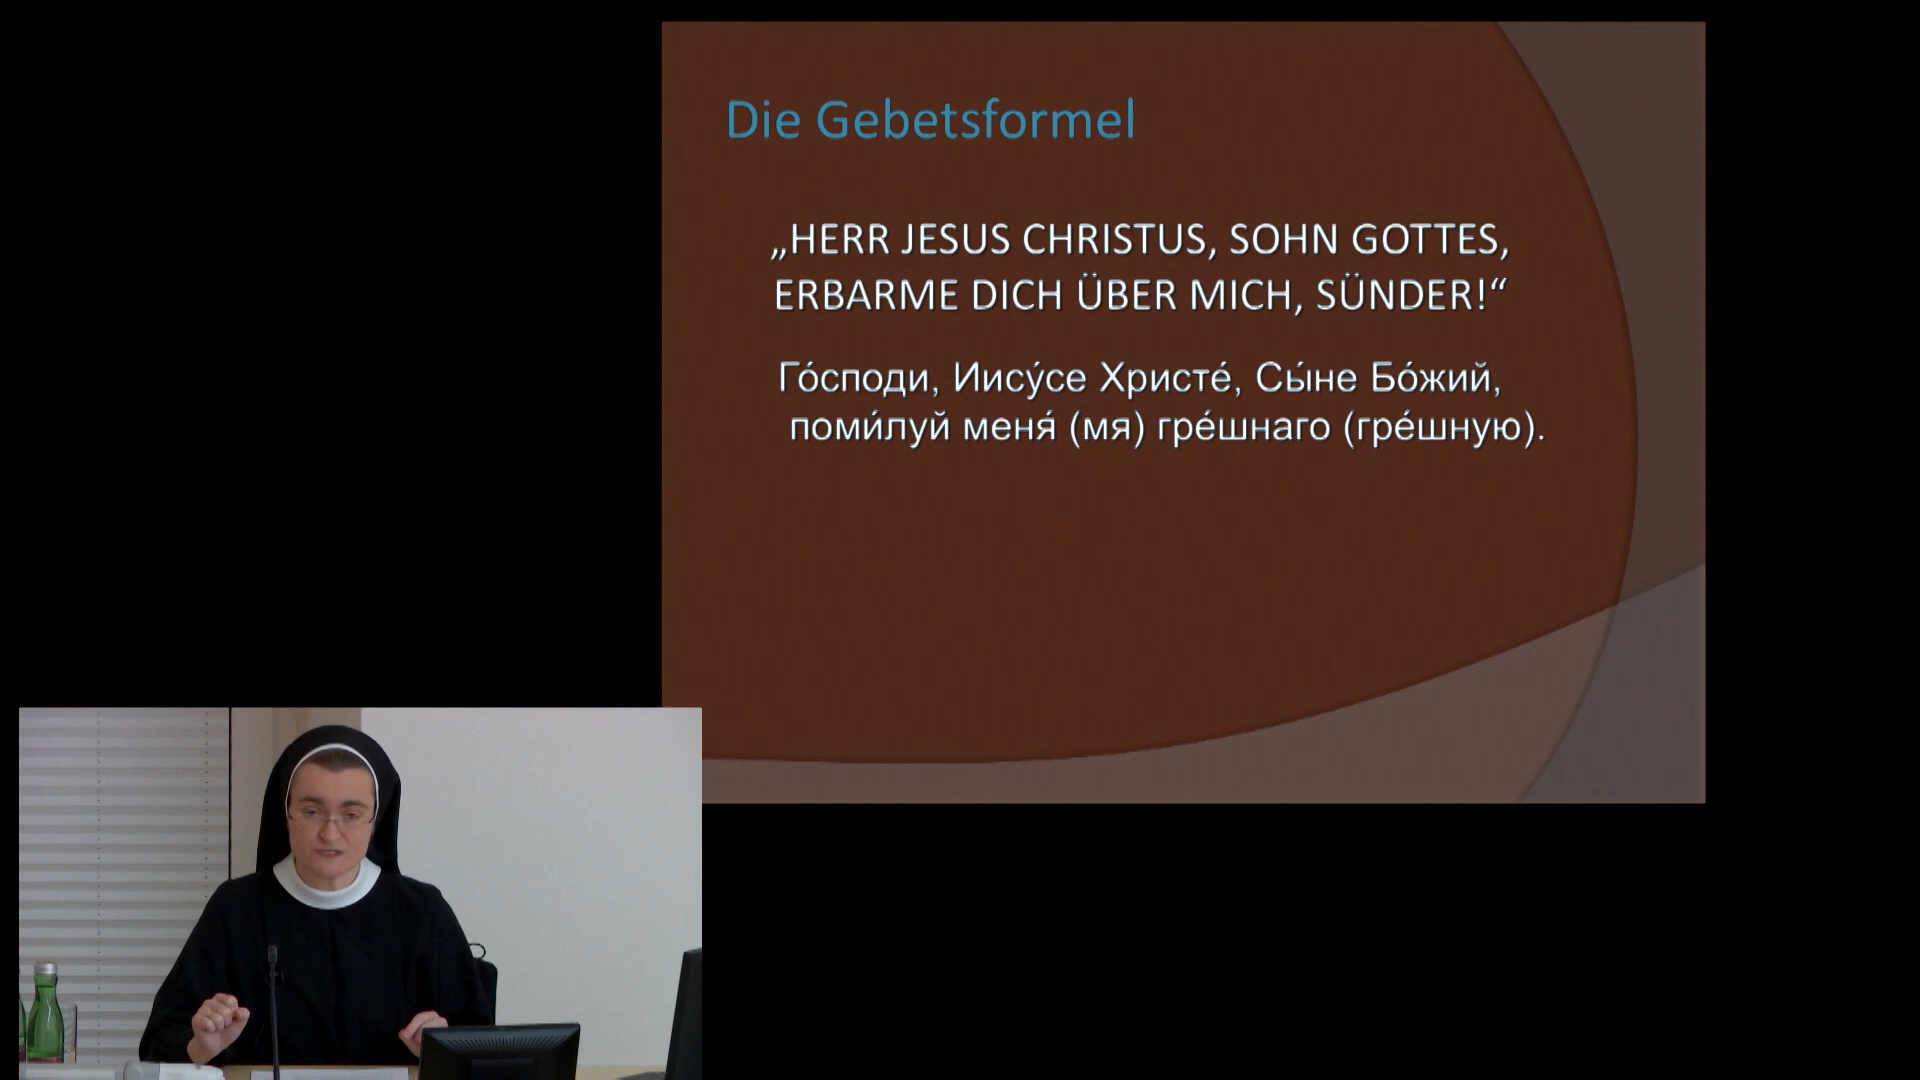 Die Gebetsformel
„HERR JESUS CHRISTUS, SOHN GOTTES,
ERBARME DICH ÜBER MICH, SÜNDER!“
Го́споди, Иису́се Христе́, Сы́не Бо́жий,
поми́луй меня́ (мя) гре́шнаго (гре́шную).